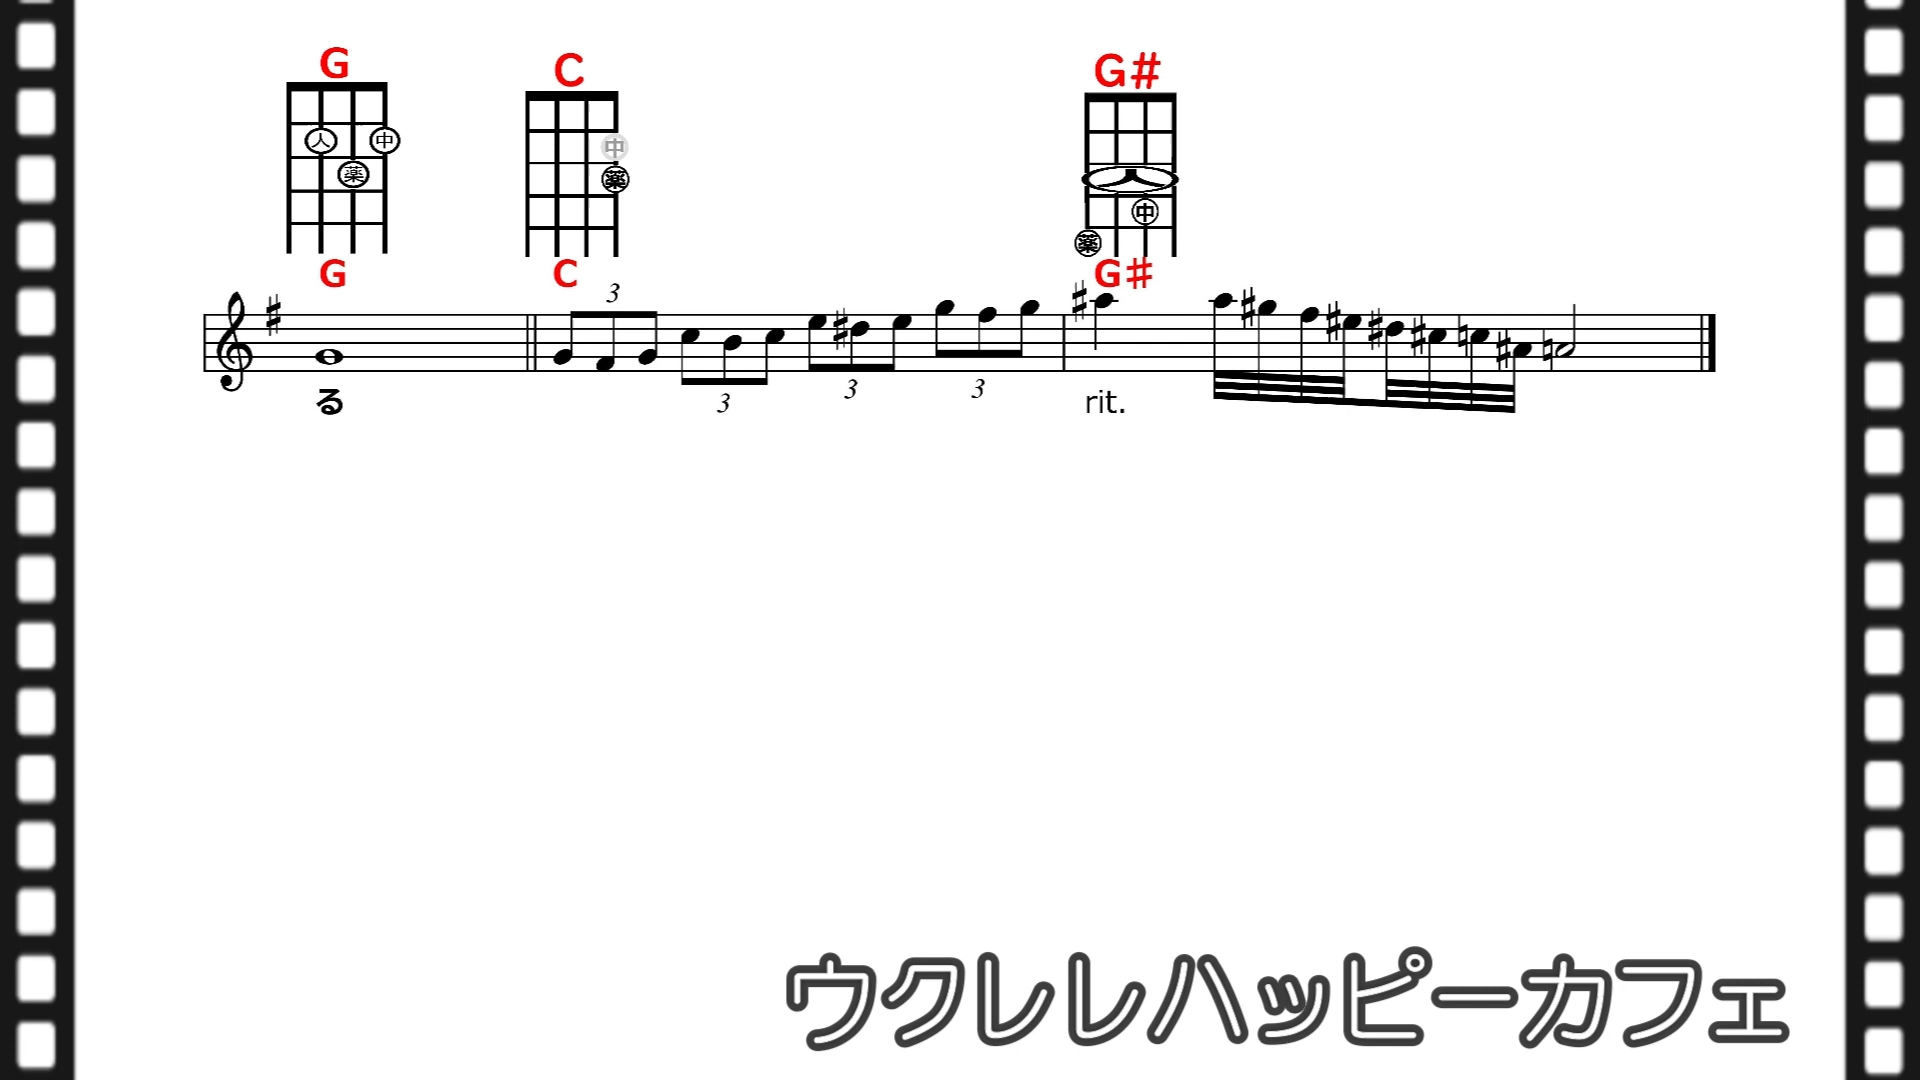 G C G#
人 中 薬
中 薬
人 中 薬
G C G♯
3
る 3 3 3 rit.
ウクレレハッピーカフェ